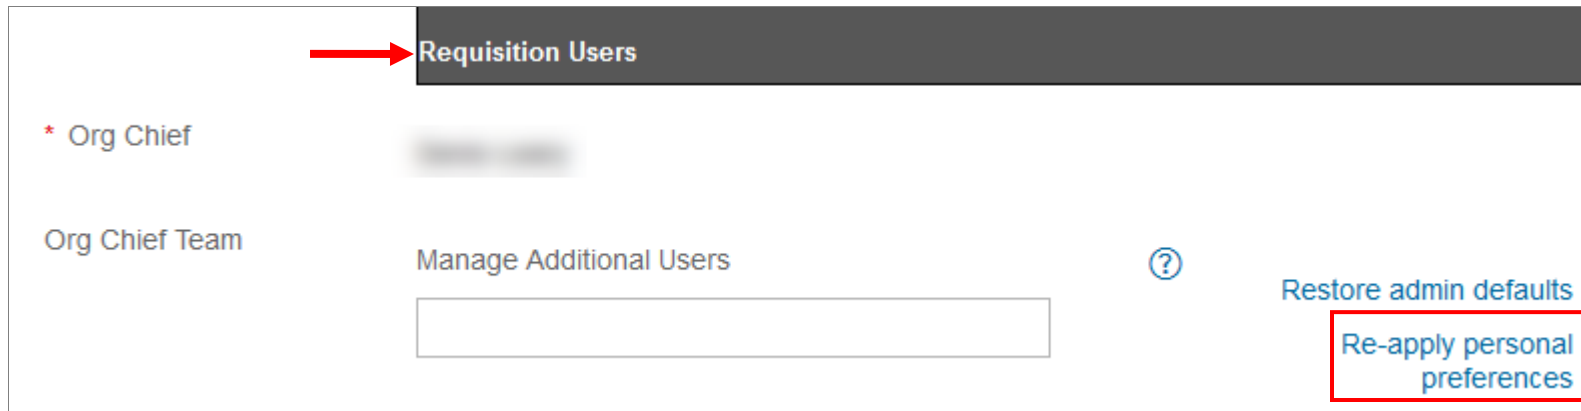 Requisition Users
* Org Chief
Org Chief Team
Manage Additional Users
?
Restore admin defaults
Re-apply personal
preferences